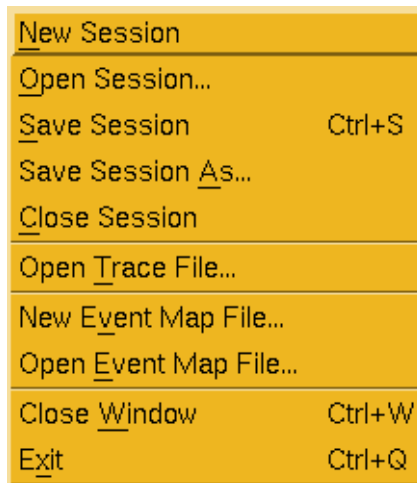 New Session
Open Session...
Save Session Ctrl+S
Save Session As...
Close Session
Open Trace File...
New Event Map File...
Open Event Map File...
Close Window Ctrl+W
Exit Ctrl+Q